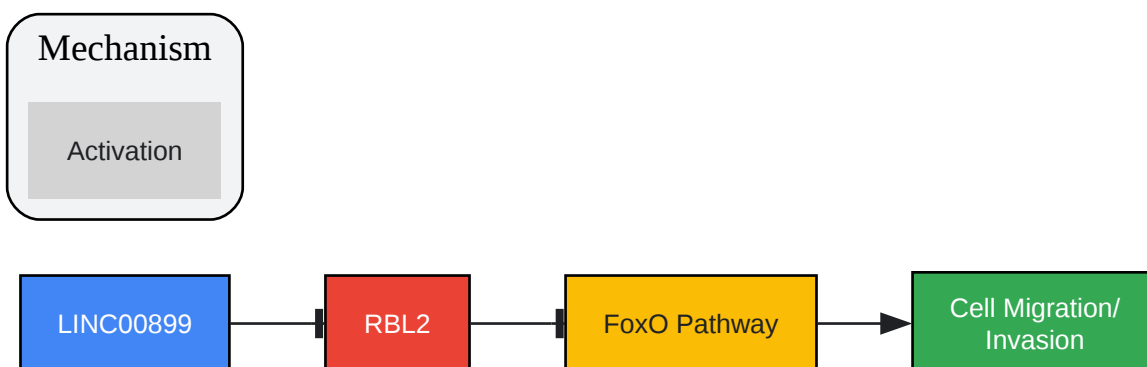 Mechanism
Activation
LINC00899
RBL2
FoxO Pathway
Cell Migration/
Invasion